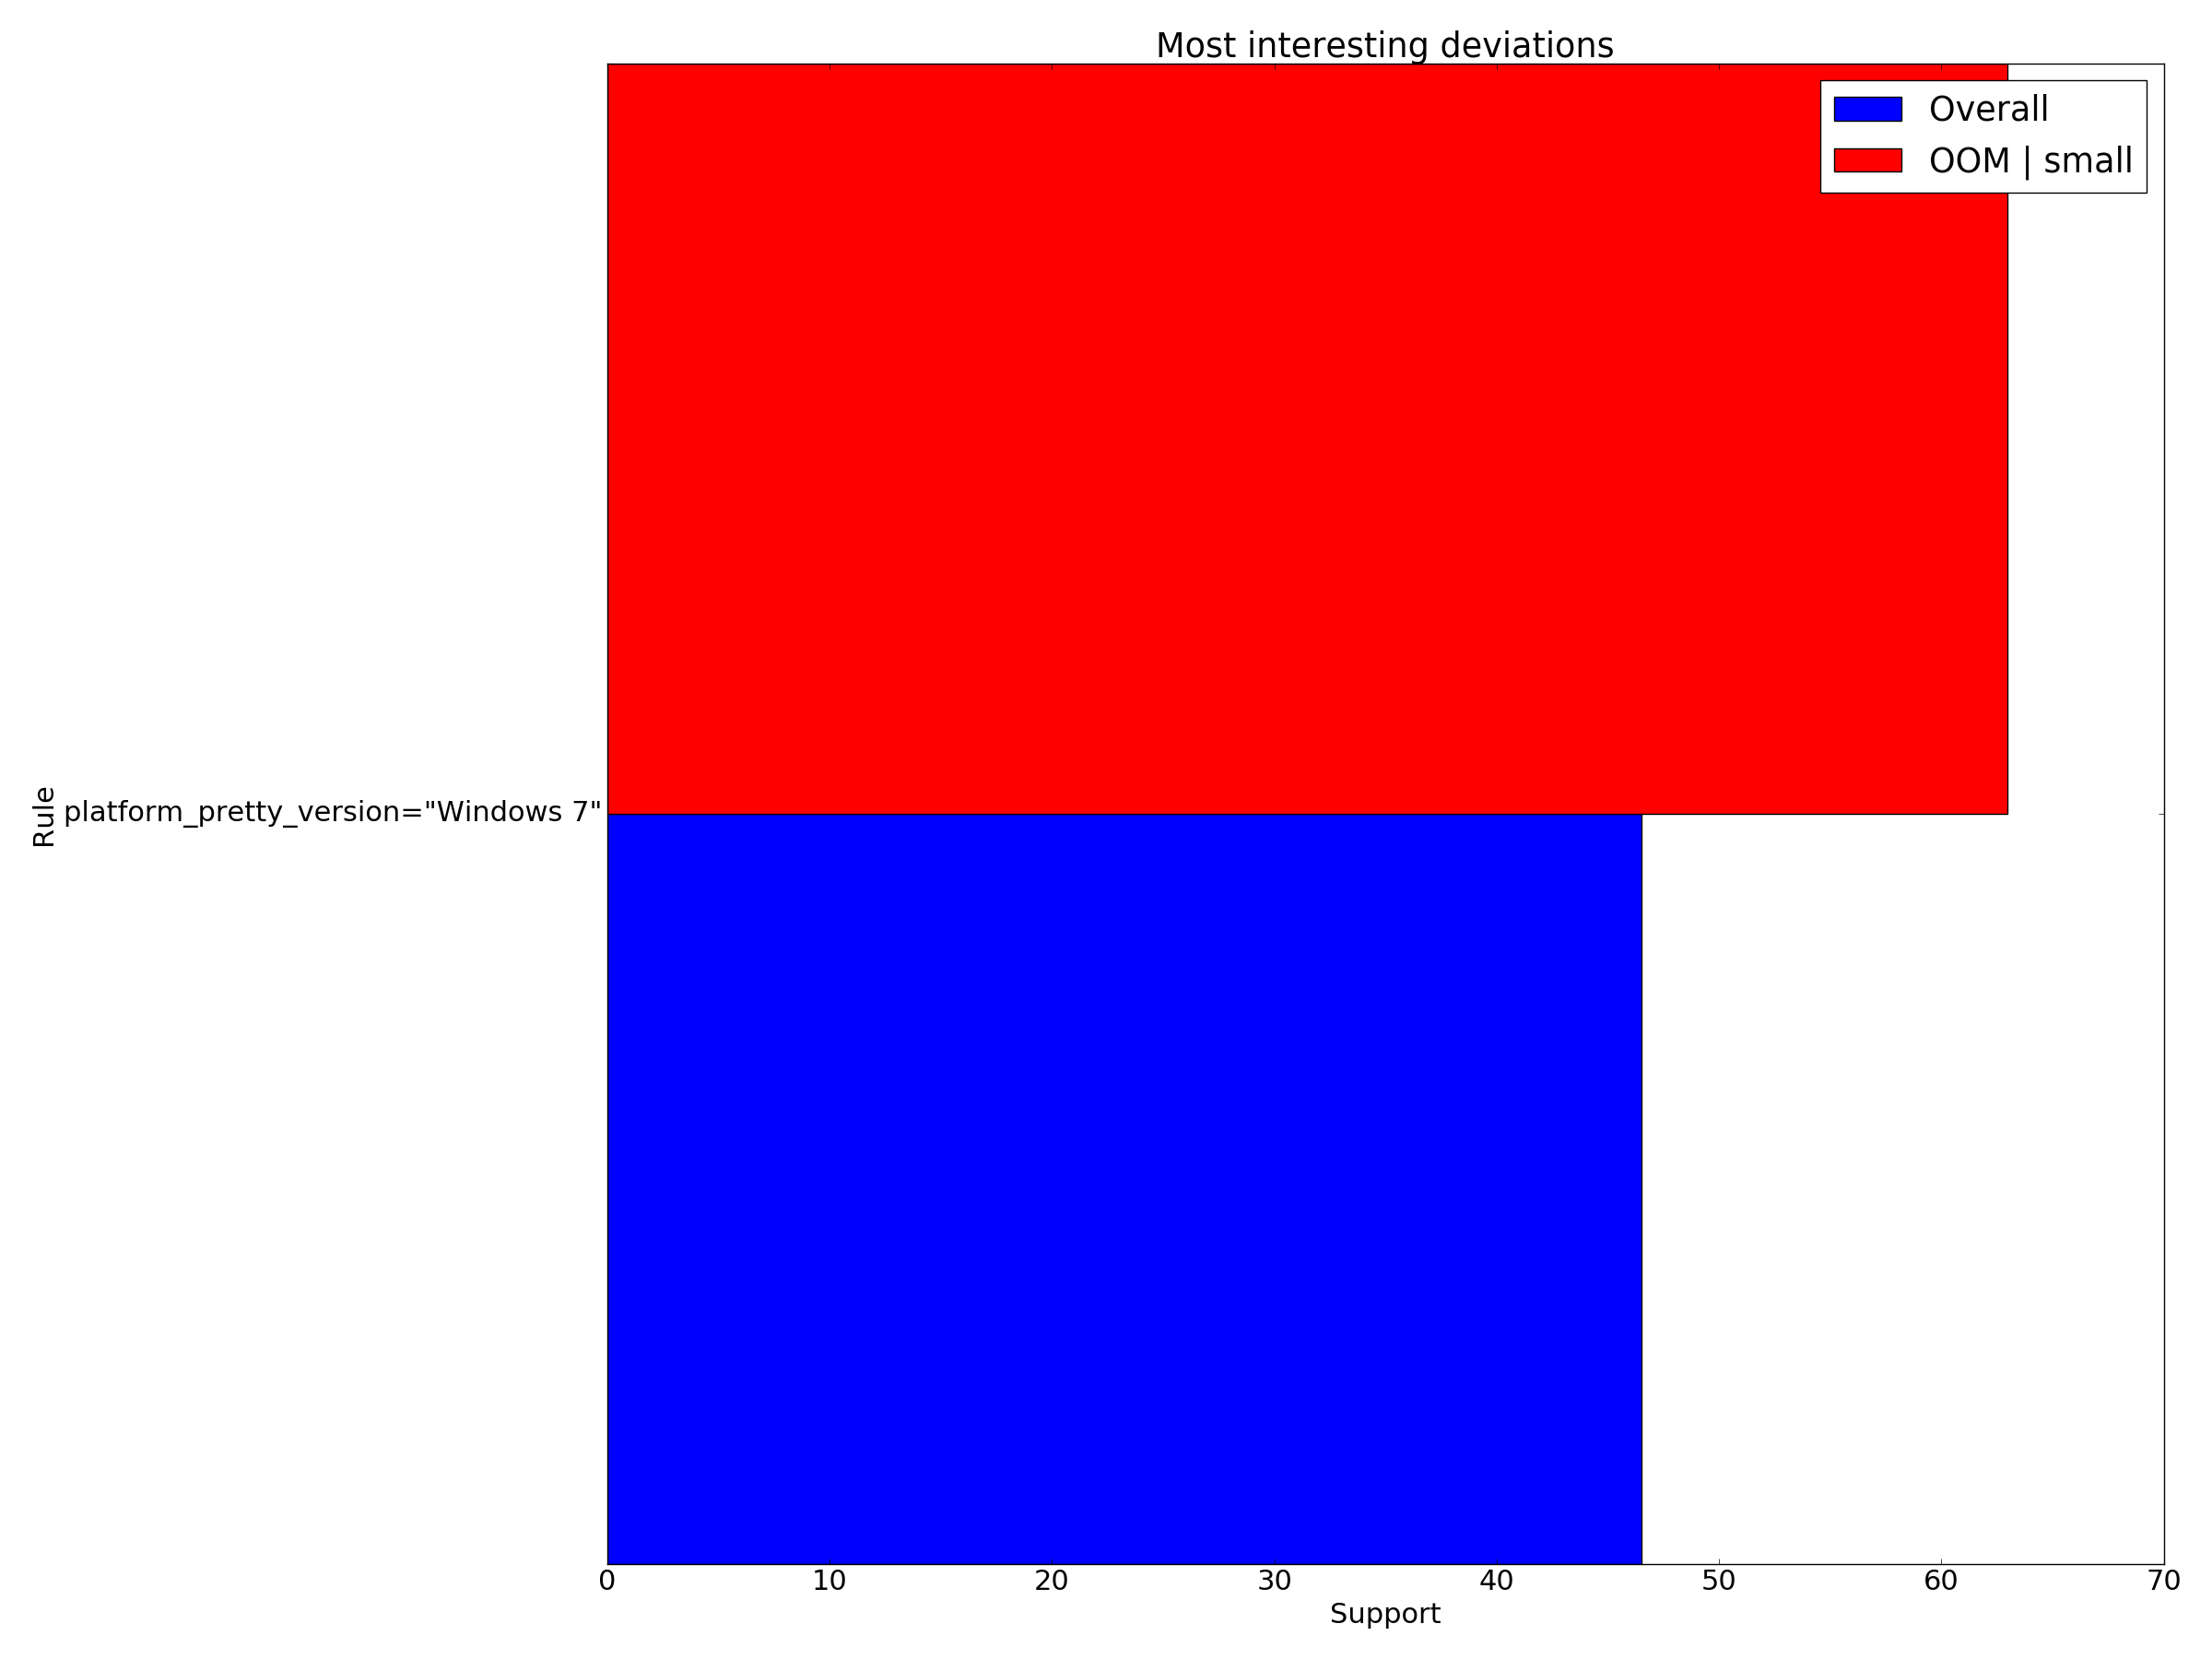 Most interesting deviations
Overall
OOM | small
Rule
platform_pretty_version="Windows 7"
0 10 20 30 40 50 60 70
Support